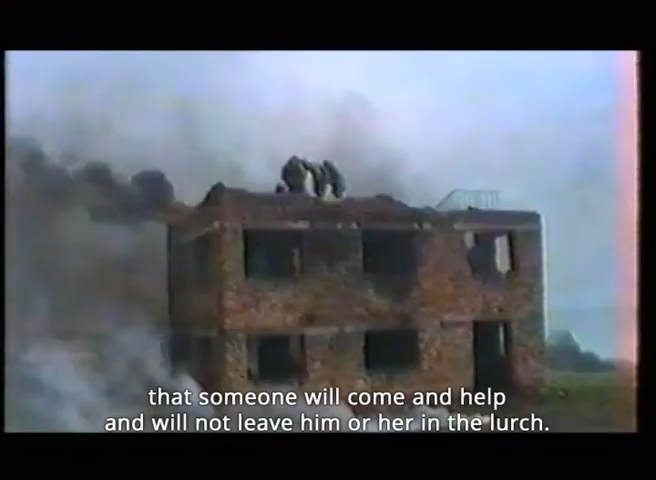 that someone will come and help
and will not leave him or her in the lurch.